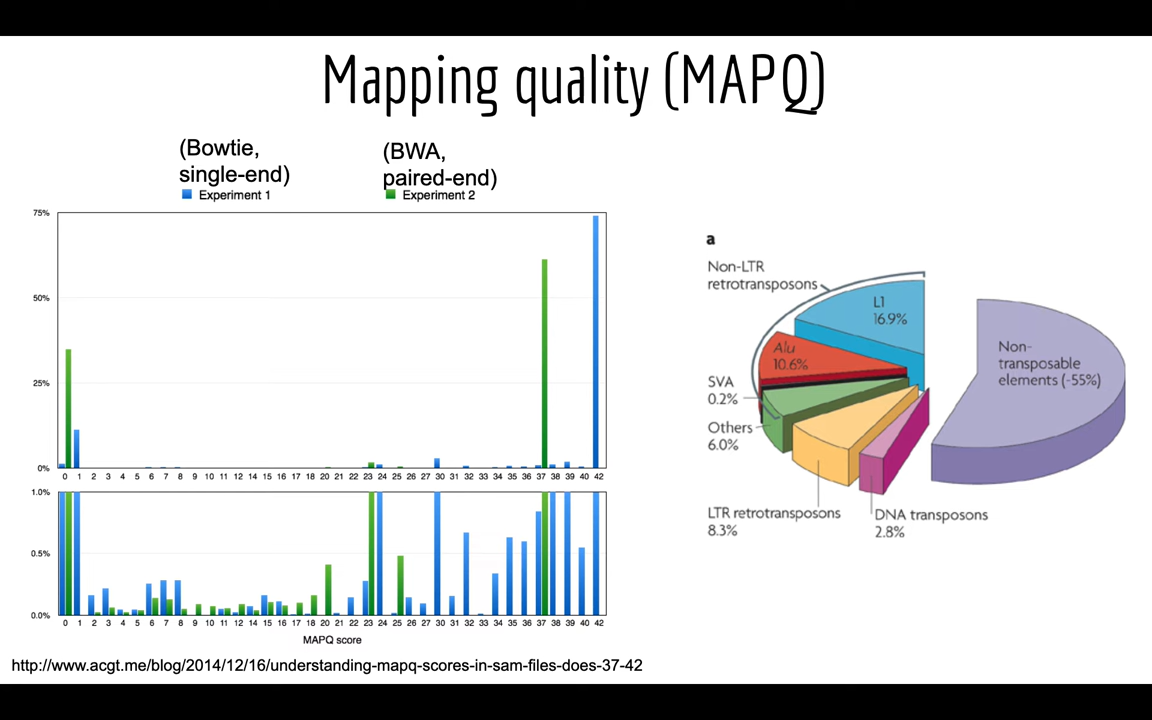 Mapping quality (MAPQ)
(Bowtie,
single-end)
(BWA,
paired-end)
Experiment 1
Experiment 2
75%
50%
25%
0%
0 1 2 3 4 5 6 7 8 9 10 11 12 13 14 15 16 17 18 20 21 22 23 24 25 26 27 30 31 32 33 34 35 36 37 38 39 40 42
1.0%
0.5%
0.0%
0 1 2 3 4 5 6 7 8 9 10 11 12 13 14 15 16 17 18 20 21 22 23 24 25 26 27 30 31 32 33 34 35 36 37 38 39 40 42
MAPQ score
a
Non-LTR
retrotransposons
L1
16.9%
Alu
10.6%
SVA
0.2%
Others
6.0%
LTR retrotransposons
8.3%
DNA transposons
2.8%
Non-
transposable
elements (-55%)
http://www.acgt.me/blog/2014/12/16/understanding-mapq-scores-in-sam-files-does-37-42